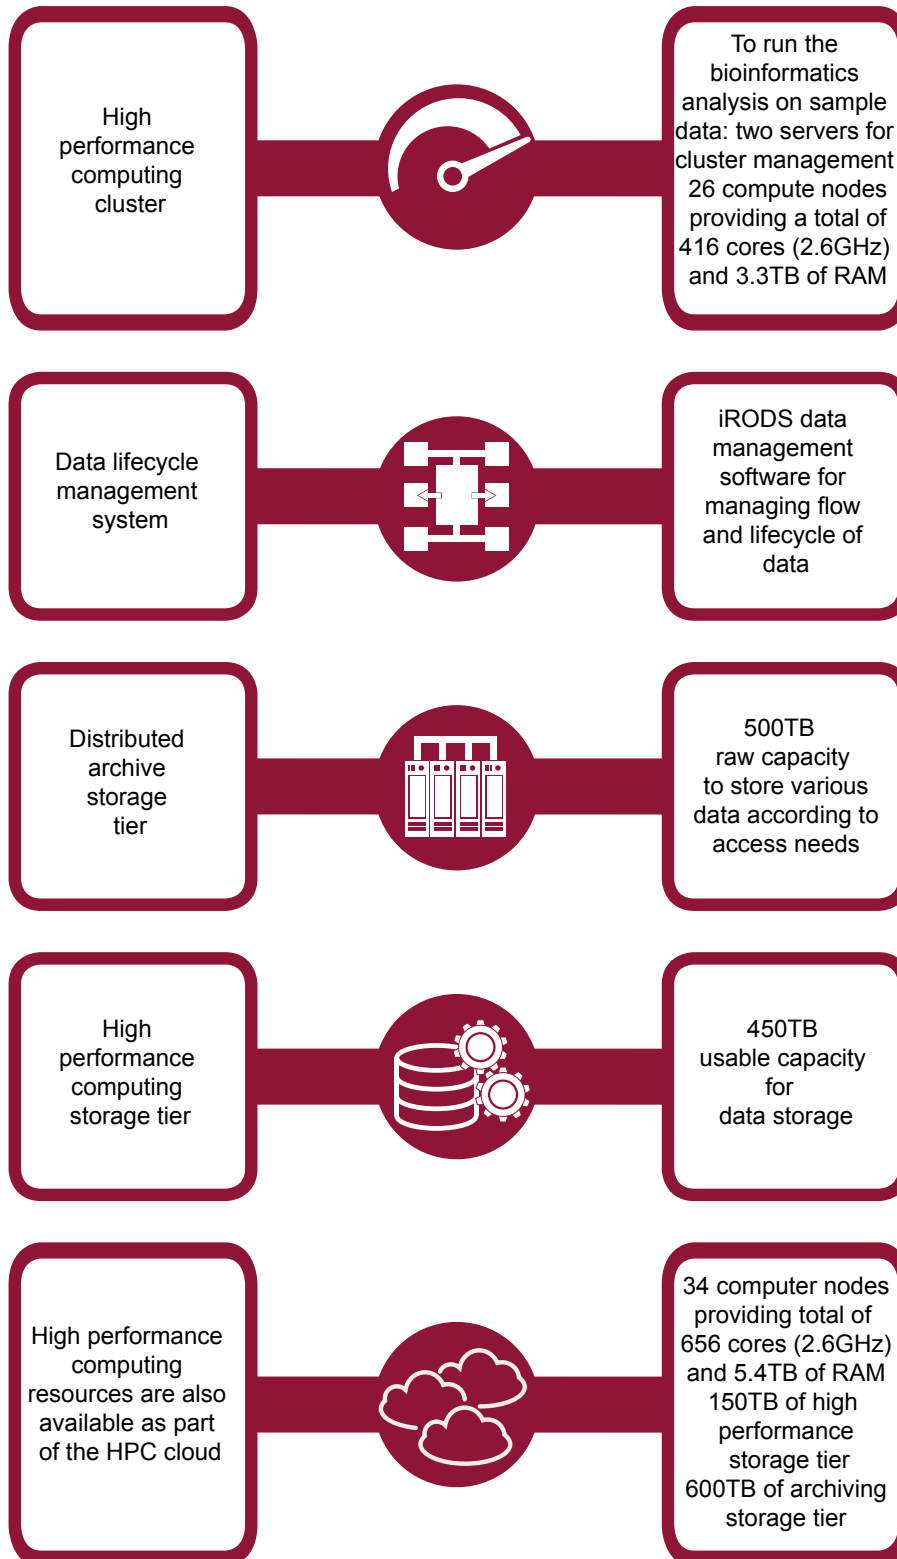 High
performance
computing
cluster
To run the
bioinformatics
analysis on sample
data: two servers for
cluster management
26 compute nodes
providing a total of
416 cores (2.6GHz)
and 3.3TB of RAM
Data lifecycle
management
system
iRODS data
management
software for
managing flow
and lifecycle of
data
Distributed
archive
storage
tier
500TB
raw capacity
to store various
data according to
access needs
High
performance
computing
storage tier
450TB
usable capacity
for
data storage
High performance
computing
resources are also
available as part
of the HPC cloud
34 computer nodes
providing total of
656 cores (2.6GHz)
and 5.4TB of RAM
150TB of high
performance
storage tier
600TB of archiving
storage tier